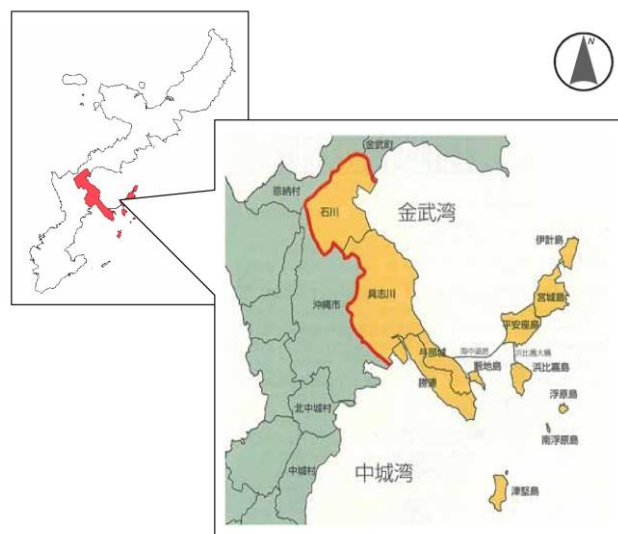 N
金武町
恩納村
石川
金武湾
伊計島
宮城島
沖縄市
具志川
平安座島
与那城
海中道路
浜比嘉大橋
薮地島
浜比嘉島
勝連
浮原島
北中城村
南浮原島
中城村
中城湾
津堅島